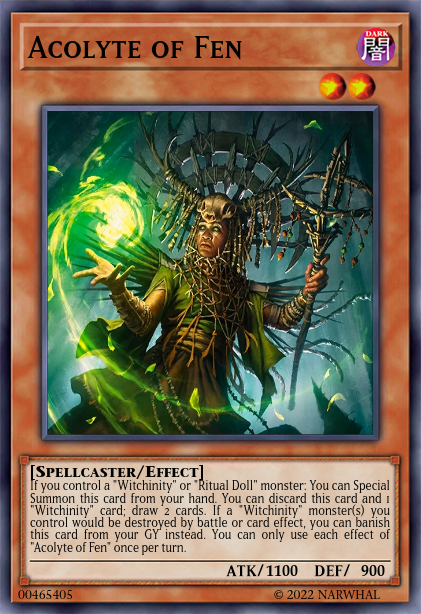 Acolyte of Fen
DARK
闇
[Spellcaster/Effect]
If you control a "Witchinity" or "Ritual Doll" monster: You can Special
Summon this card from your hand. You can discard this card and 1
"Witchinity" card; draw 2 cards. If a "Witchinity" monster(s) you
control would be destroyed by battle or card effect, you can banish
this card from your GY instead. You can only use each effect of
"Acolyte of Fen" once per turn.
ATK/1100 DEF/ 900
00465405 © 2022 NARWHAL